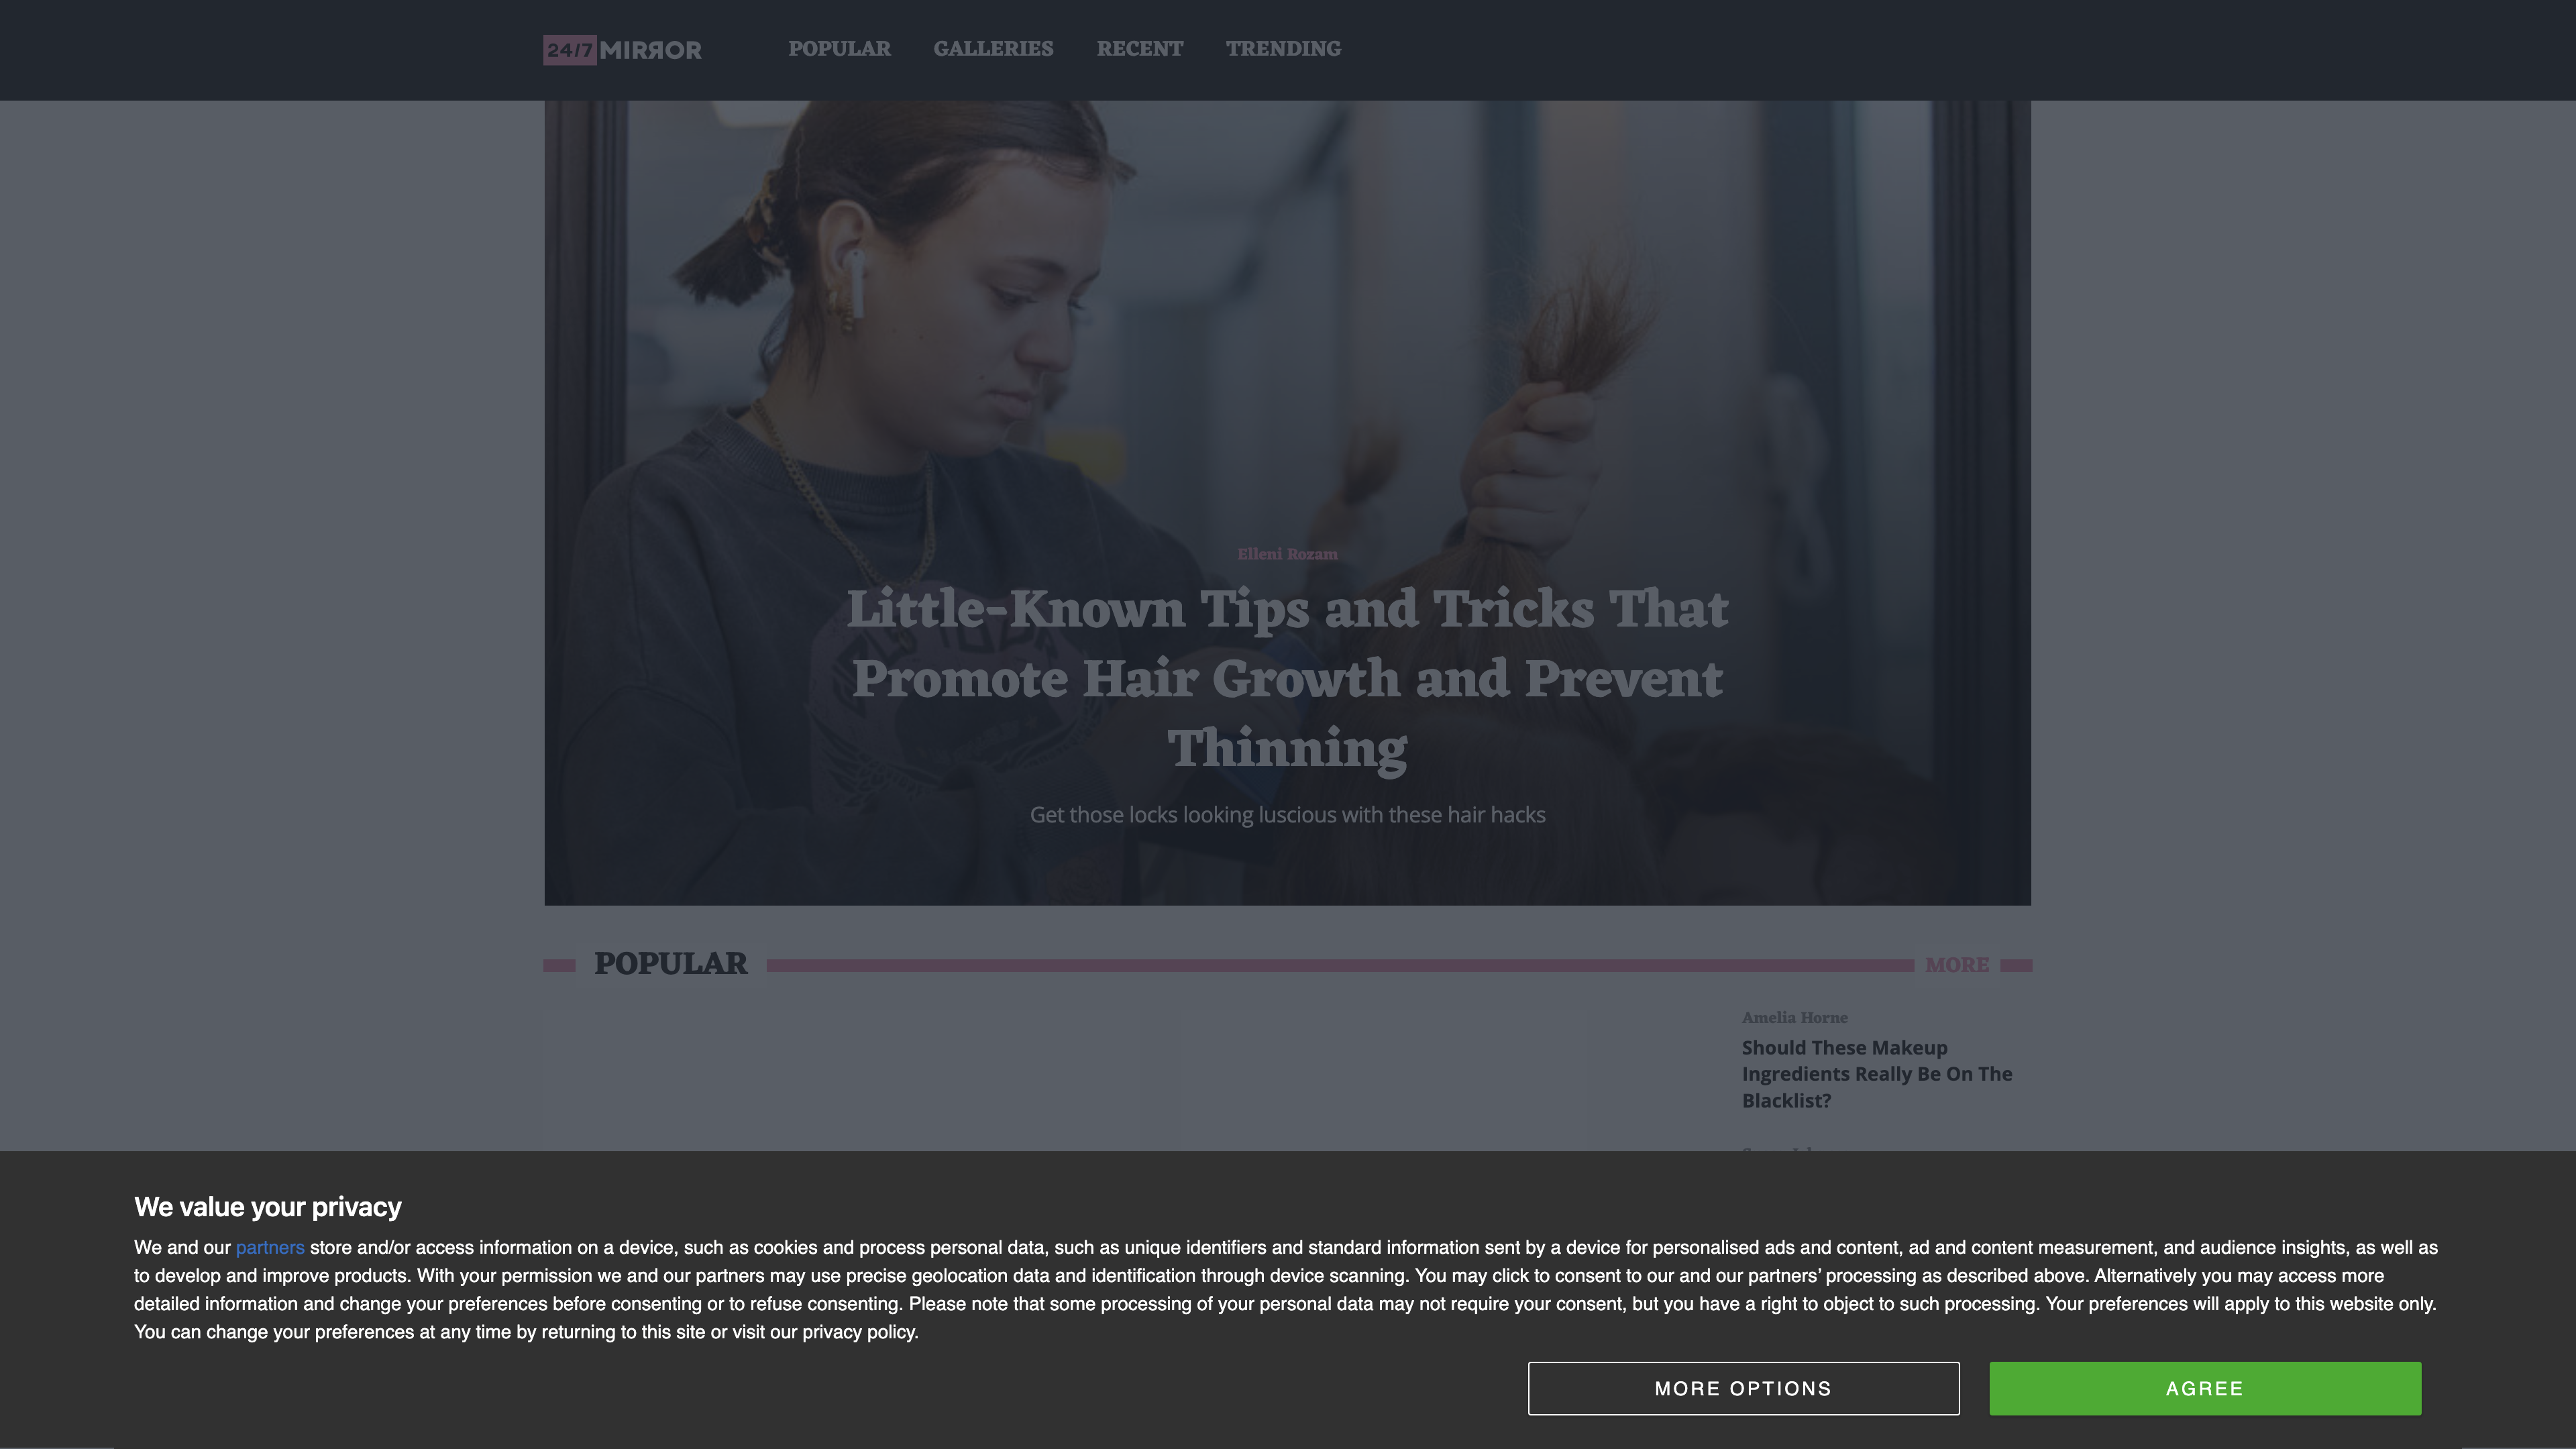 24/7 MIRROR
POPULAR
GALLERIES
RECENT
TRENDING
Elleni Rozam
Little-Known Tips and Tricks That
Promote Hair Growth and Prevent
Thinning
Get those locks looking luscious with these hair hacks
POPULAR
MORE
Amelia Horne
Should These Makeup
Ingredients Really Be On The
Blacklist?
We value your privacy
We and our partners store and/or access information on a device, such as cookies and process personal data, such as unique identifiers and standard information sent by a device for personalised ads and content, ad and content measurement, and audience insights, as well as
to develop and improve products. With your permission we and our partners may use precise geolocation data and identification through device scanning. You may click to consent to our and our partners’ processing as described above. Alternatively you may access more
detailed information and change your preferences before consenting or to refuse consenting. Please note that some processing of your personal data may not require your consent, but you have a right to object to such processing. Your preferences will apply to this website only.
You can change your preferences at any time by returning to this site or visit our privacy policy.
MORE OPTIONS
AGREE